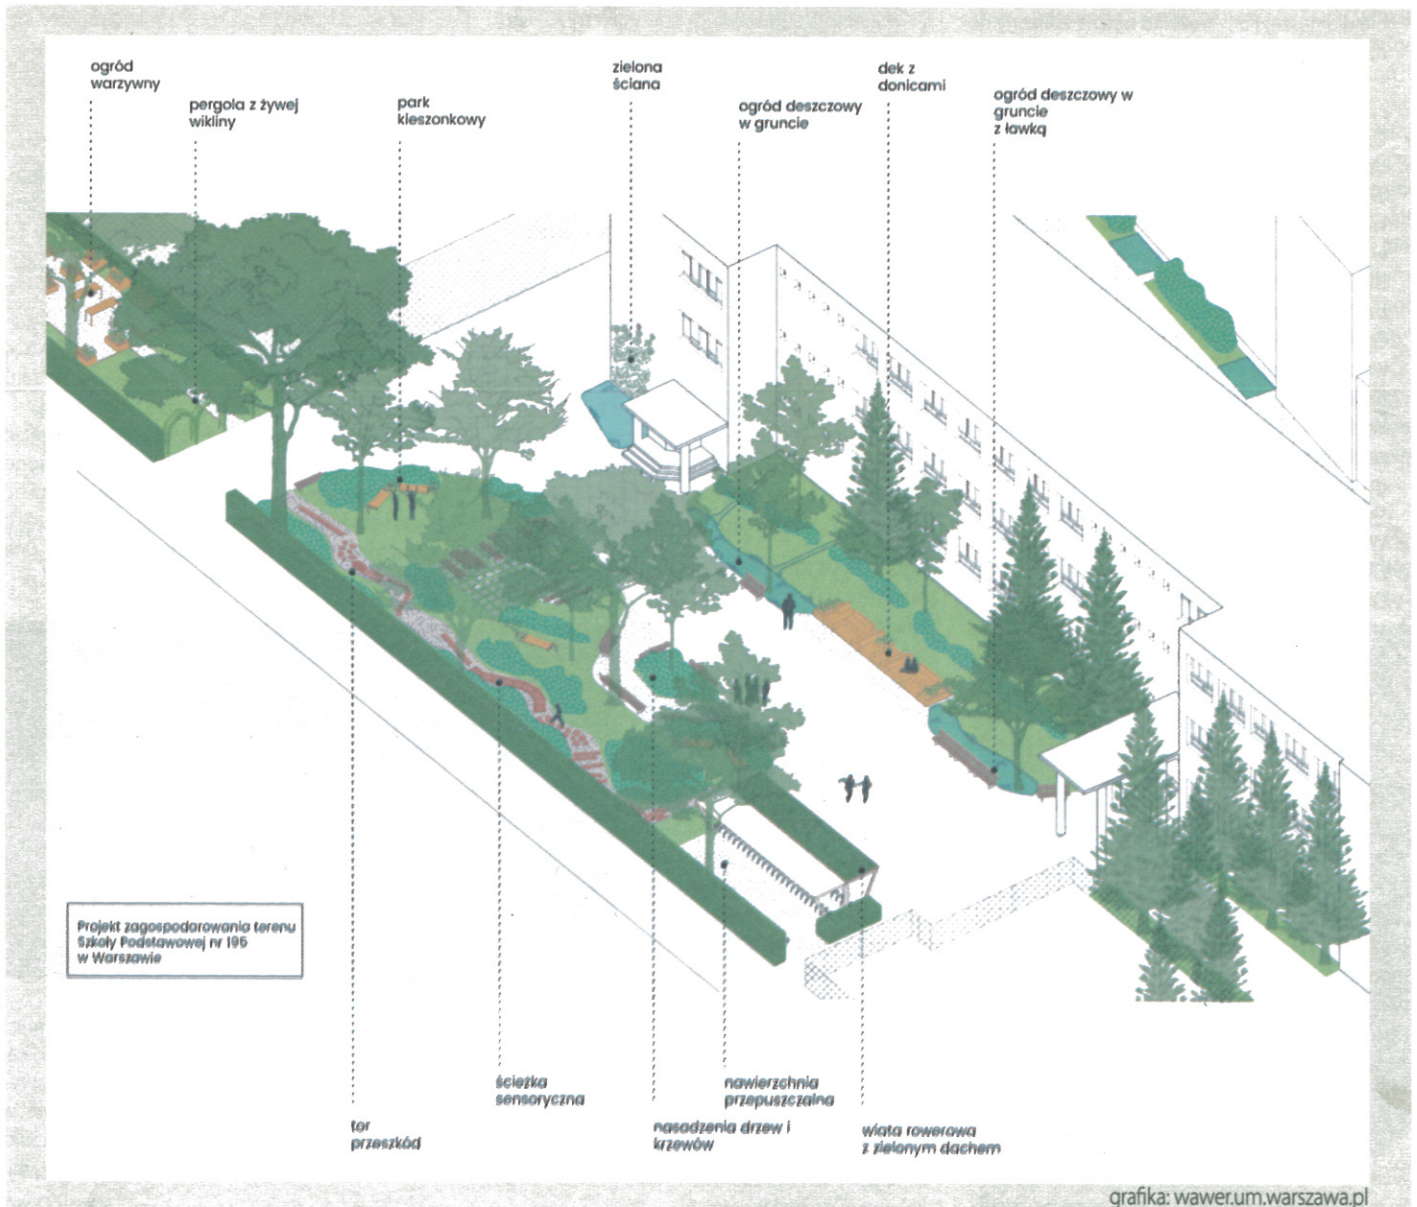 ogród
warzywny
pergola z żywej
wikliny
park
kieszonkowy
zielona
ściana
ogród deszczowy
w gruncie
dek z
donicami
ogród deszczowy w
gruncie
z ławką
Projekt zagospodarowania terenu
Szkoły Podstawowej nr 195
w Warszawie
tor
przeszkód
ścieżka
sensoryczna
nasadzenia drzew i
krzewów
nawierzchnia
przepuszczalna
wiata rowerowa
z zielonym dachem
grafika: wawer.um.warszawa.pl